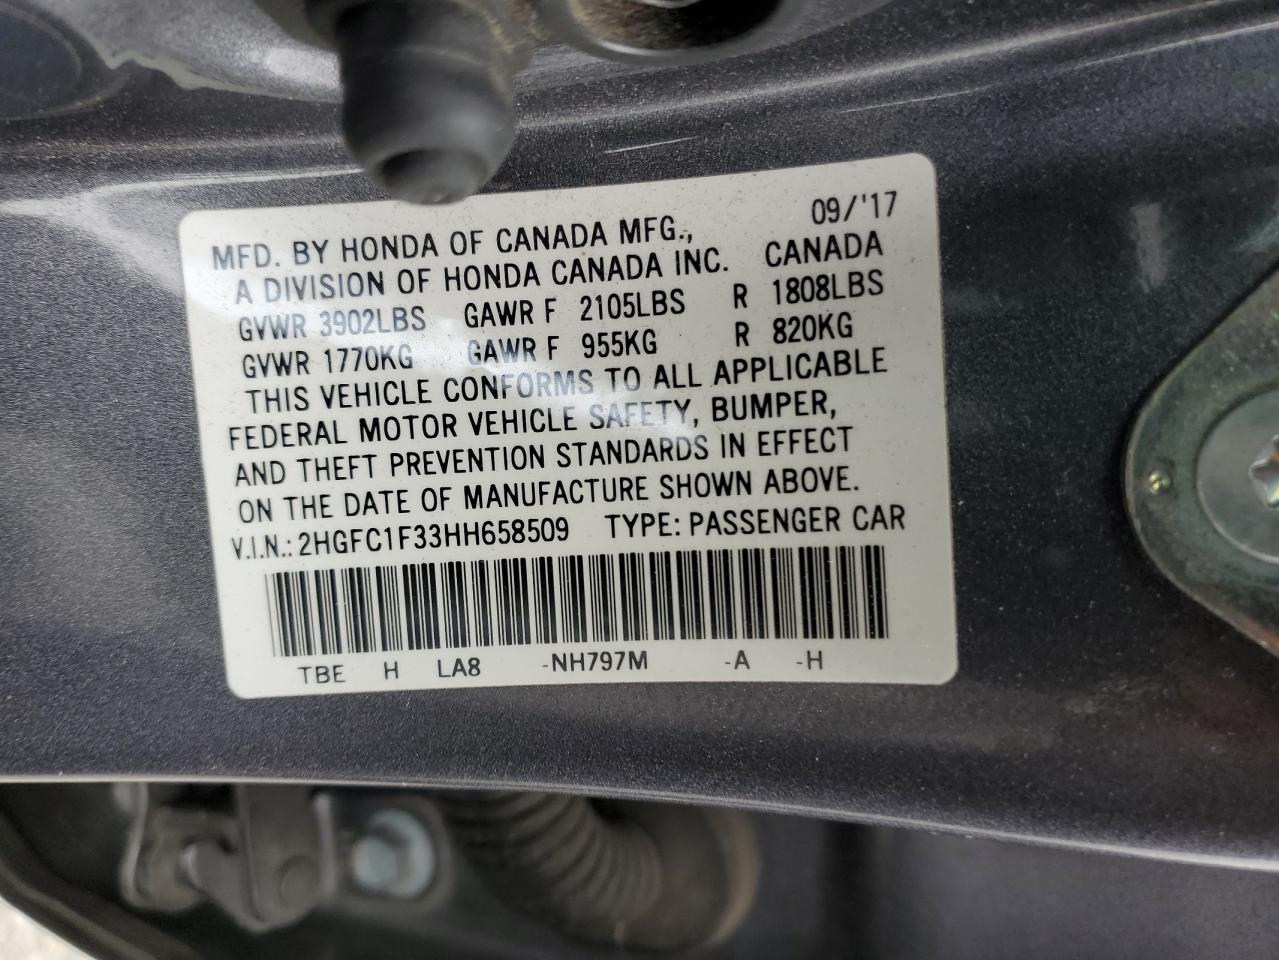 09/'17
MFD. BY HONDA OF CANADA MFG.,
A DIVISION OF HONDA CANADA INC. CANADA
GVWR 3902LBS GAWR F 2105LBS R 1808LBS
GVWR 1770KG GAWR F 955KG R 820KG
THIS VEHICLE CONFORMS TO ALL APPLICABLE
FEDERAL MOTOR VEHICLE SAFETY, BUMPER,
AND THEFT PREVENTION STANDARDS IN EFFECT
ON THE DATE OF MANUFACTURE SHOWN ABOVE.
V.I.N.: 2HGFC1F33HH658509 TYPE: PASSENGER CAR
TBE H LA8 -NH797M -A -H